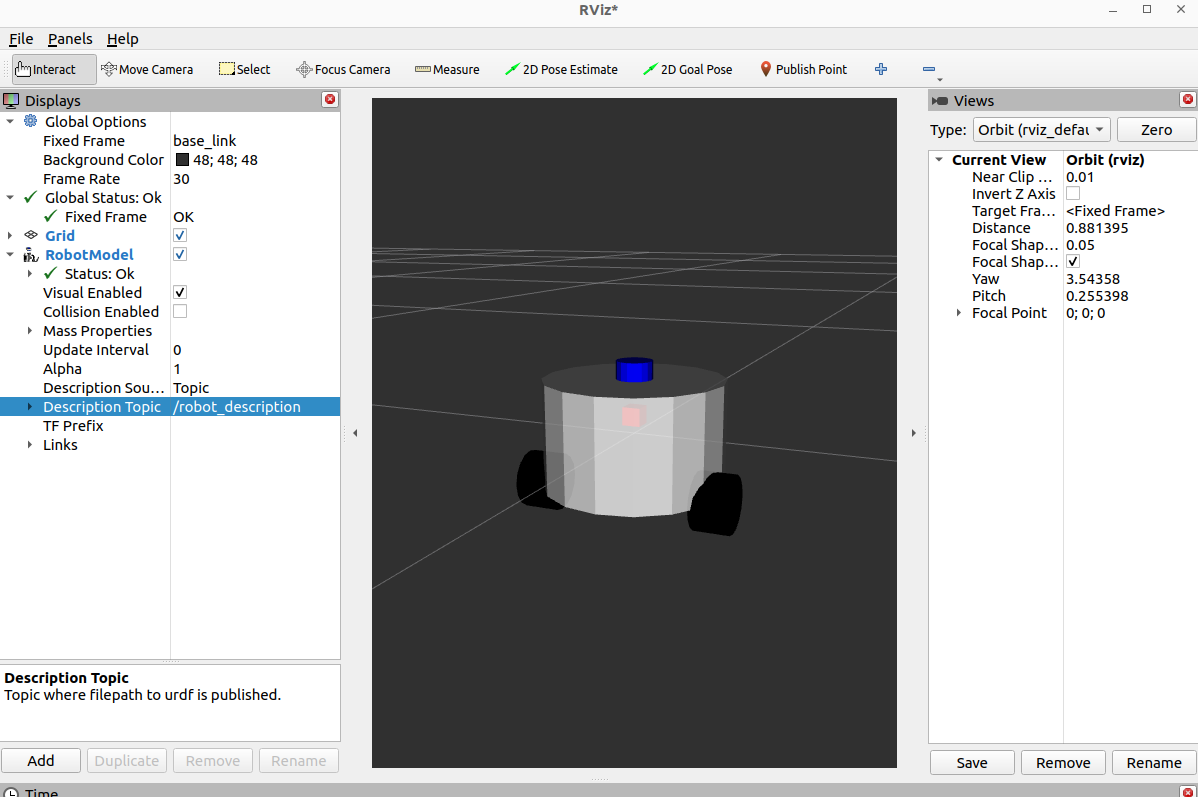 RViz*
File Panels Help
Interact Move Camera Select Focus Camera Measure 2D Pose Estimate 2D Goal Pose Publish Point
Displays
Global Options
Fixed Frame base_link
Background Color 48; 48; 48
Frame Rate 30
Global Status: Ok
Fixed Frame OK
Grid
RobotModel
Status: Ok
Visual Enabled
Collision Enabled
Mass Properties
Update Interval 0
Alpha 1
Description Sou... Topic
Description Topic /robot_description
TF Prefix
Links
Description Topic
Topic where filepath to urdf is published.
Add Duplicate Remove Rename
Views
Type: Orbit (rviz_defau Zero
Current View Orbit (rviz)
Near Clip ... 0.01
Invert Z Axis
Target Fra... <Fixed Frame>
Distance 0.881395
Focal Shap... 0.05
Focal Shap...
Yaw 3.54358
Pitch 0.255398
Focal Point 0; 0; 0
Save Remove Rename
Time